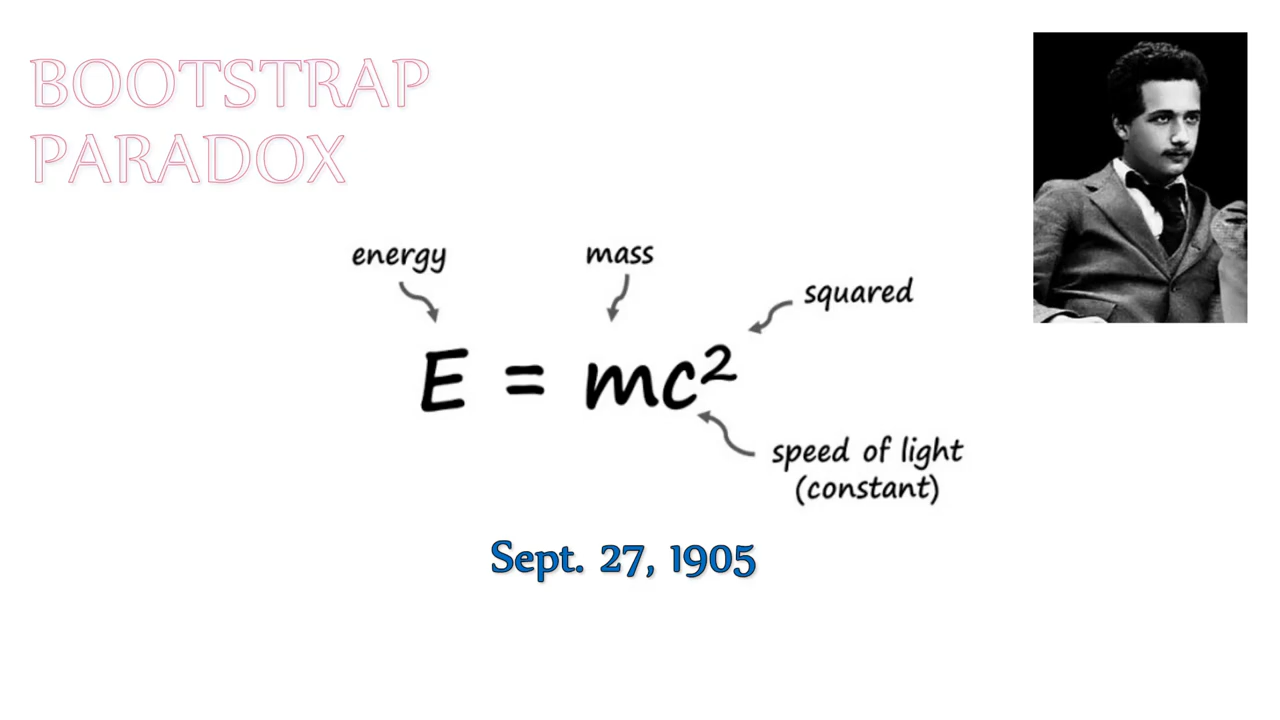 BOOTSTRAP
PARADOX
energy
mass
squared
E = mc²
speed of light
(constant)
Sept. 27, 1905